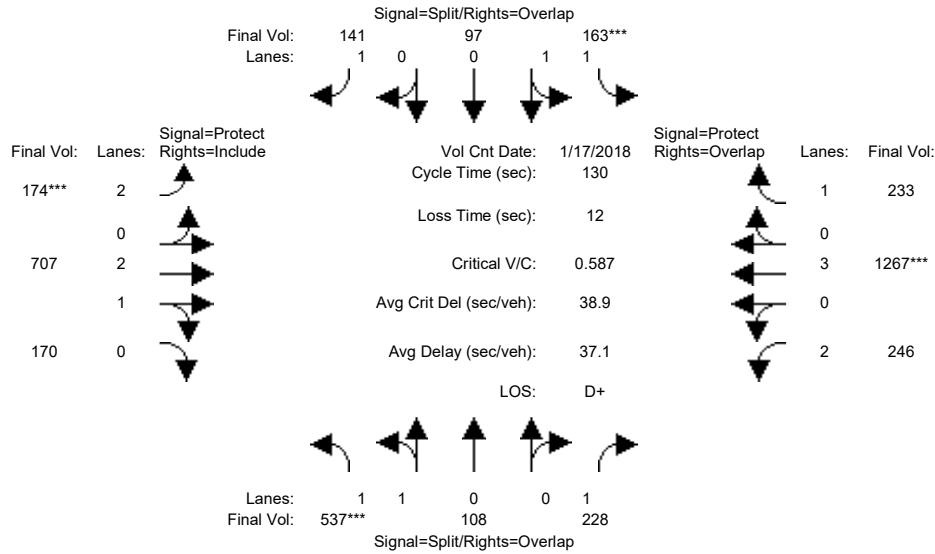 Signal=Split/Rights=Overlap
Final Vol: 141 97 163***
Lanes: 1 0 0 1 1
Signal=Protect Signal=Protect
Final Vol: Lanes: Rights=Include Vol Cnt Date: 1/17/2018 Rights=Overlap Lanes: Final Vol:
Cycle Time (sec): 130
174*** 2 1 233
Loss Time (sec): 12
0 0
707 2 Critical V/C: 0.587 3 1267***
1 Avg Crit Del (sec/veh): 38.9 0
170 0 Avg Delay (sec/veh): 37.1 2 246
LOS: D+
Lanes: 1 1 0 0 1
Final Vol: 537*** 108 228
Signal=Split/Rights=Overlap